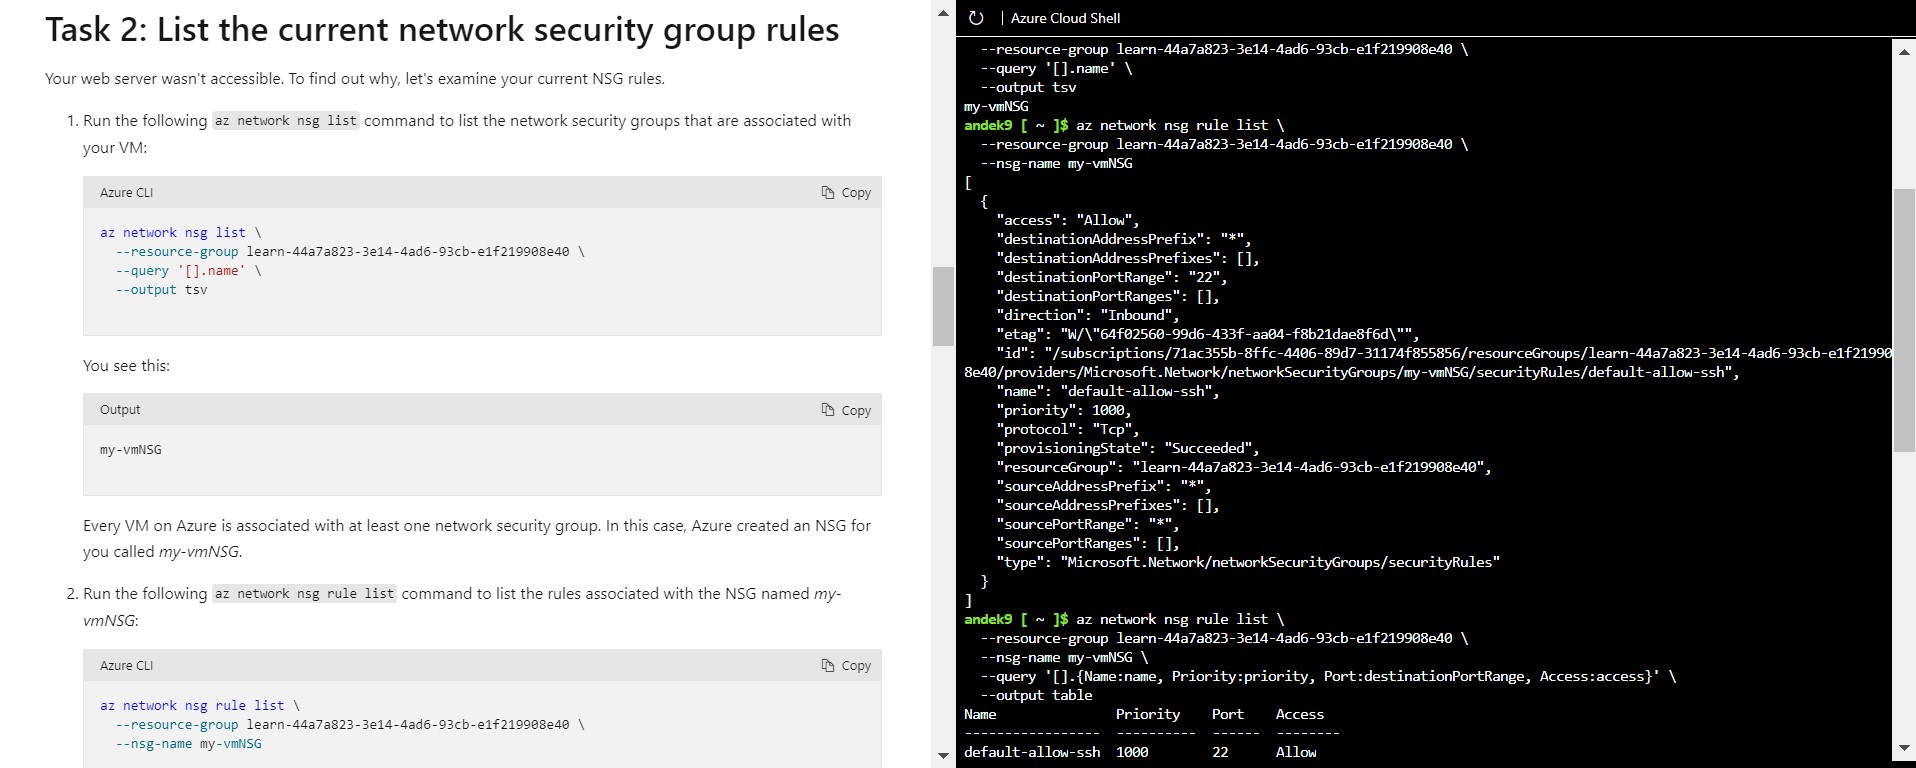 Task 2: List the current network security group rules
Your web server wasn't accessible. To find out why, let's examine your current NSG rules.
1. Run the following az network nsg list command to list the network security groups that are associated with
your VM:
Azure CLI
Copy
az network nsg list \
--resource-group learn-44a7a823-3e14-4ad6-93cb-e1f219908e40 \
--query '[].name' \
--output tsv
You see this:
Output
Copy
my-vmNSG
Every VM on Azure is associated with at least one network security group. In this case, Azure created an NSG for
you called my-vmNSG.
2. Run the following az network nsg rule list command to list the rules associated with the NSG named my-
vmNSG:
Azure CLI
Copy
az network nsg rule list \
--resource-group learn-44a7a823-3e14-4ad6-93cb-e1f219908e40 \
--nsg-name my-vmNSG
| Azure Cloud Shell
--resource-group learn-44a7a823-3e14-4ad6-93cb-e1f219908e40 \
--query '[].name' \
--output tsv
my-vmNSG
andek9 [ ~ ]$ az network nsg rule list \
--resource-group learn-44a7a823-3e14-4ad6-93cb-e1f219908e40 \
--nsg-name my-vmNSG
[
{
"access": "Allow",
"destinationAddressPrefix": "*",
"destinationAddressPrefixes": [],
"destinationPortRange": "22",
"destinationPortRanges": [],
"direction": "Inbound",
"etag": "W/\"64f02560-99d6-433f-aa04-f8b21dae8f6d\"",
"id": "/subscriptions/71ac355b-8ffc-4406-89d7-31174f855856/resourceGroups/learn-44a7a823-3e14-4ad6-93cb-e1f21990
8e40/providers/Microsoft.Network/networkSecurityGroups/my-vmNSG/securityRules/default-allow-ssh",
"name": "default-allow-ssh",
"priority": 1000,
"protocol": "Tcp",
"provisioningState": "Succeeded",
"resourceGroup": "learn-44a7a823-3e14-4ad6-93cb-e1f219908e40",
"sourceAddressPrefix": "*",
"sourceAddressPrefixes": [],
"sourcePortRange": "*",
"sourcePortRanges": [],
"type": "Microsoft.Network/networkSecurityGroups/securityRules"
}
]
andek9 [ ~ ]$ az network nsg rule list \
--resource-group learn-44a7a823-3e14-4ad6-93cb-e1f219908e40 \
--nsg-name my-vmNSG \
--query '[].{Name:name, Priority:priority, Port:destinationPortRange, Access:access}' \
--output table
Name Priority Port Access
----------------- ---------- ------ --------
default-allow-ssh 1000 22 Allow